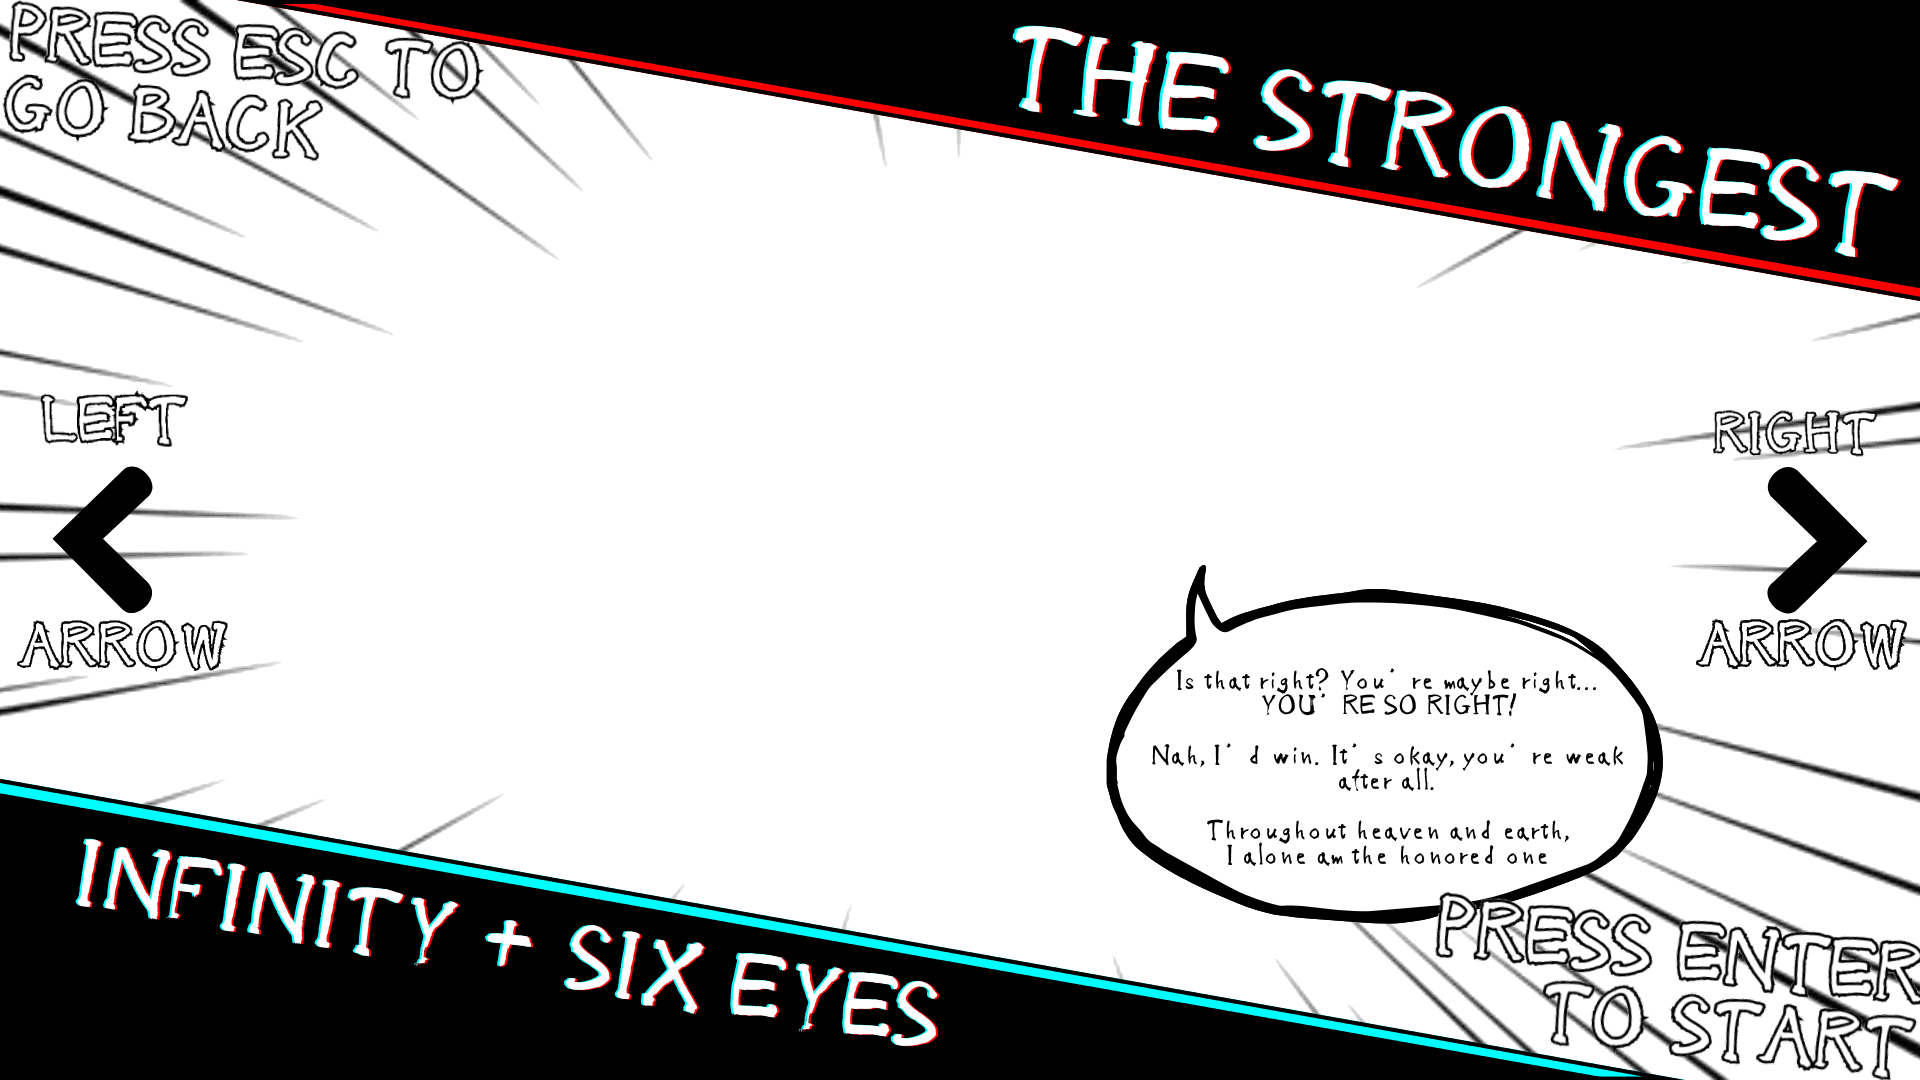 PRESS ESC TO
GO BACK
THE STRONGEST
LEFT
ARROW
RIGHT
ARROW
Is that right? You' re maybe right...
YOU' RE SO RIGHT!
Nah, I' d win. It' s okay, you' re weak
after all.
Throughout heaven and earth,
I alone am the honored one
INFINITY + SIX EYES
PRESS ENTER
TO START